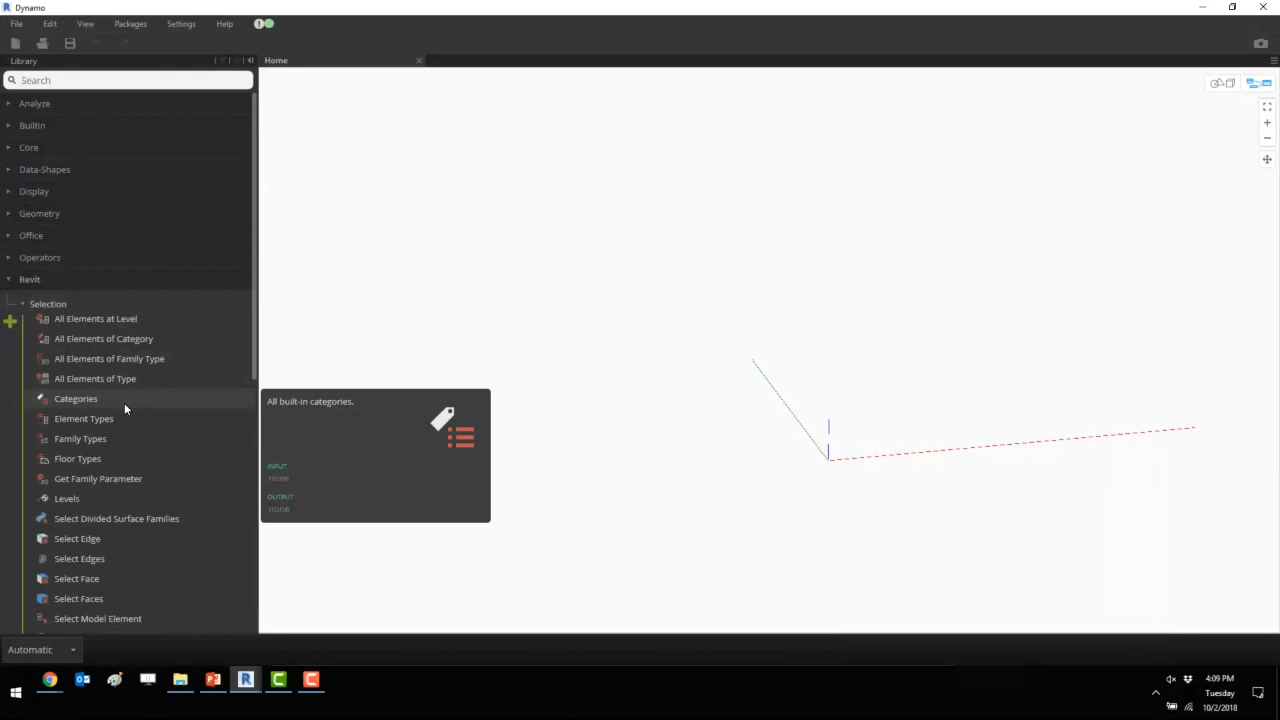 Dynamo
File Edit View Packages Settings Help
Library
Home
Search
Analyze
BuiltIn
Core
Data-Shapes
Display
Geometry
Office
Operators
Revit
Selection
All Elements at Level
All Elements of Category
All Elements of Family Type
All Elements of Type
Categories
Element Types
Family Types
Floor Types
Get Family Parameter
Levels
Select Divided Surface Families
Select Edge
Select Edges
Select Face
Select Faces
Select Model Element
All built-in categories.
INPUT
none
OUTPUT
none
Automatic
4:09 PM
Tuesday
10/2/2018